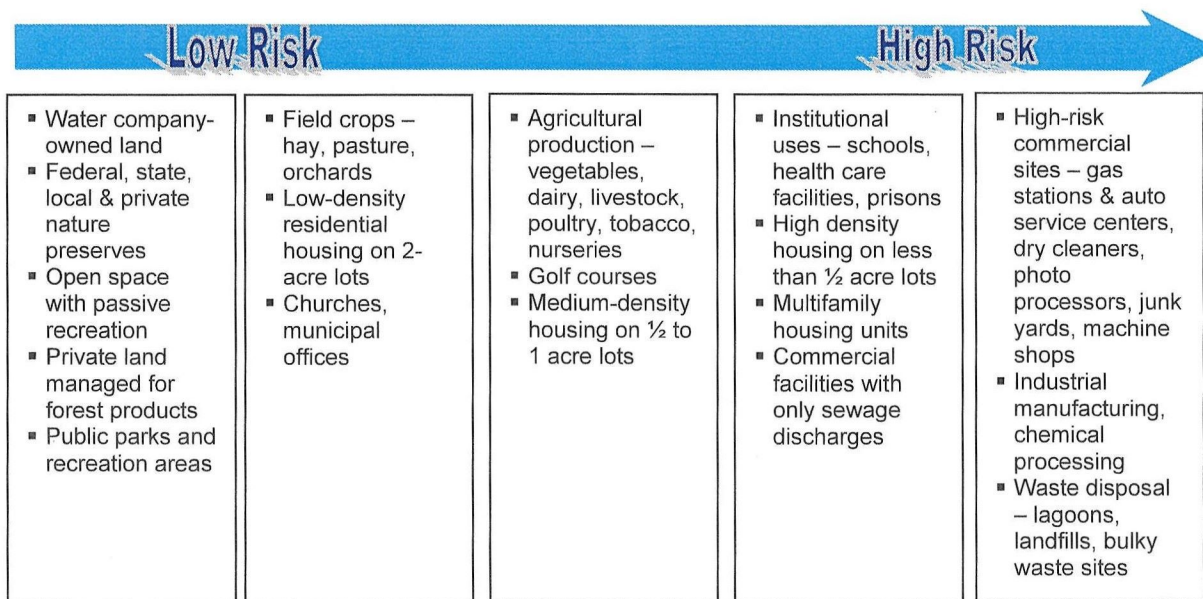 Low Risk
High Risk
▪ Water company-
owned land
▪ Federal, state,
local & private
nature
preserves
▪ Open space
with passive
recreation
▪ Private land
managed for
forest products
▪ Public parks and
recreation areas
▪ Field crops –
hay, pasture,
orchards
▪ Low-density
residential
housing on 2-
acre lots
▪ Churches,
municipal
offices
▪ Agricultural
production –
vegetables,
dairy, livestock,
poultry, tobacco,
nurseries
▪ Golf courses
▪ Medium-density
housing on ½ to
1 acre lots
▪ Institutional
uses – schools,
health care
facilities, prisons
▪ High density
housing on less
than ½ acre lots
▪ Multifamily
housing units
▪ Commercial
facilities with
only sewage
discharges
▪ High-risk
commercial
sites – gas
stations & auto
service centers,
dry cleaners,
photo
processors, junk
yards, machine
shops
▪ Industrial
manufacturing,
chemical
processing
▪ Waste disposal
– lagoons,
landfills, bulky
waste sites